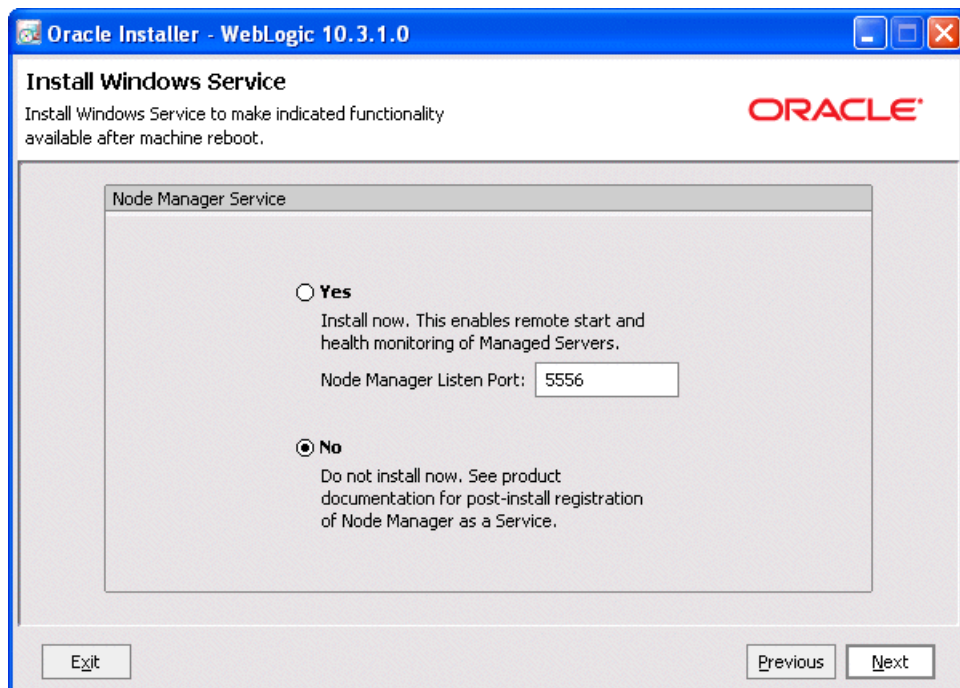 Oracle Installer - WebLogic 10.3.1.0
Install Windows Service
Install Windows Service to make indicated functionality
available after machine reboot.
ORACLE
Node Manager Service
Yes
Install now. This enables remote start and
health monitoring of Managed Servers.
Node Manager Listen Port: 5556
No
Do not install now. See product
documentation for post-install registration
of Node Manager as a Service.
Exit
Previous
Next